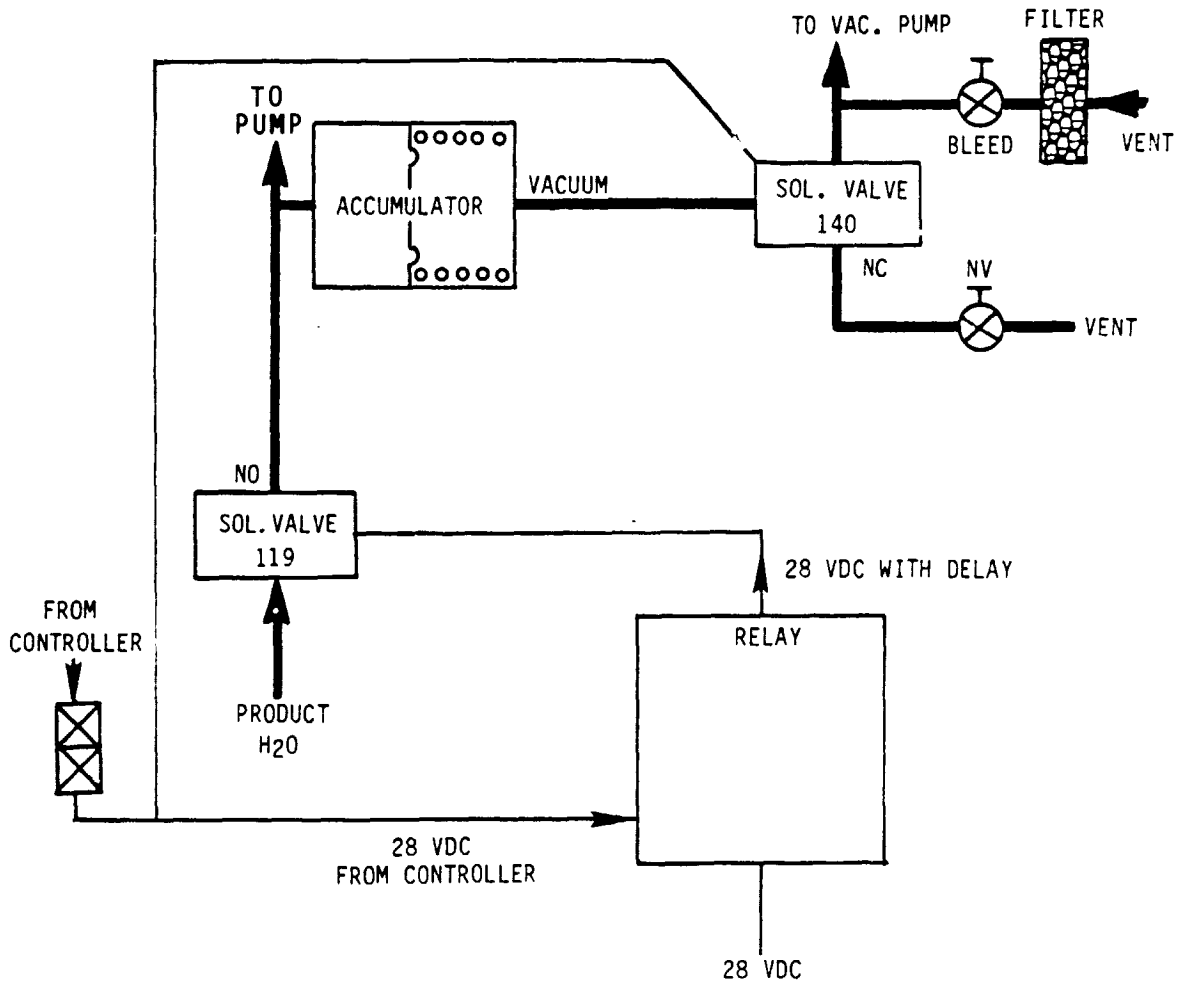 TO VAC. PUMP
FILTER
TO
PUMP
BLEED
VENT
ACCUMULATOR
VACUUM
SOL. VALVE
140
NC
NV
VENT
NO
SOL. VALVE
119
28 VDC WITH DELAY
FROM
CONTROLLER
RELAY
PRODUCT
H2O
28 VDC
FROM CONTROLLER
28 VDC